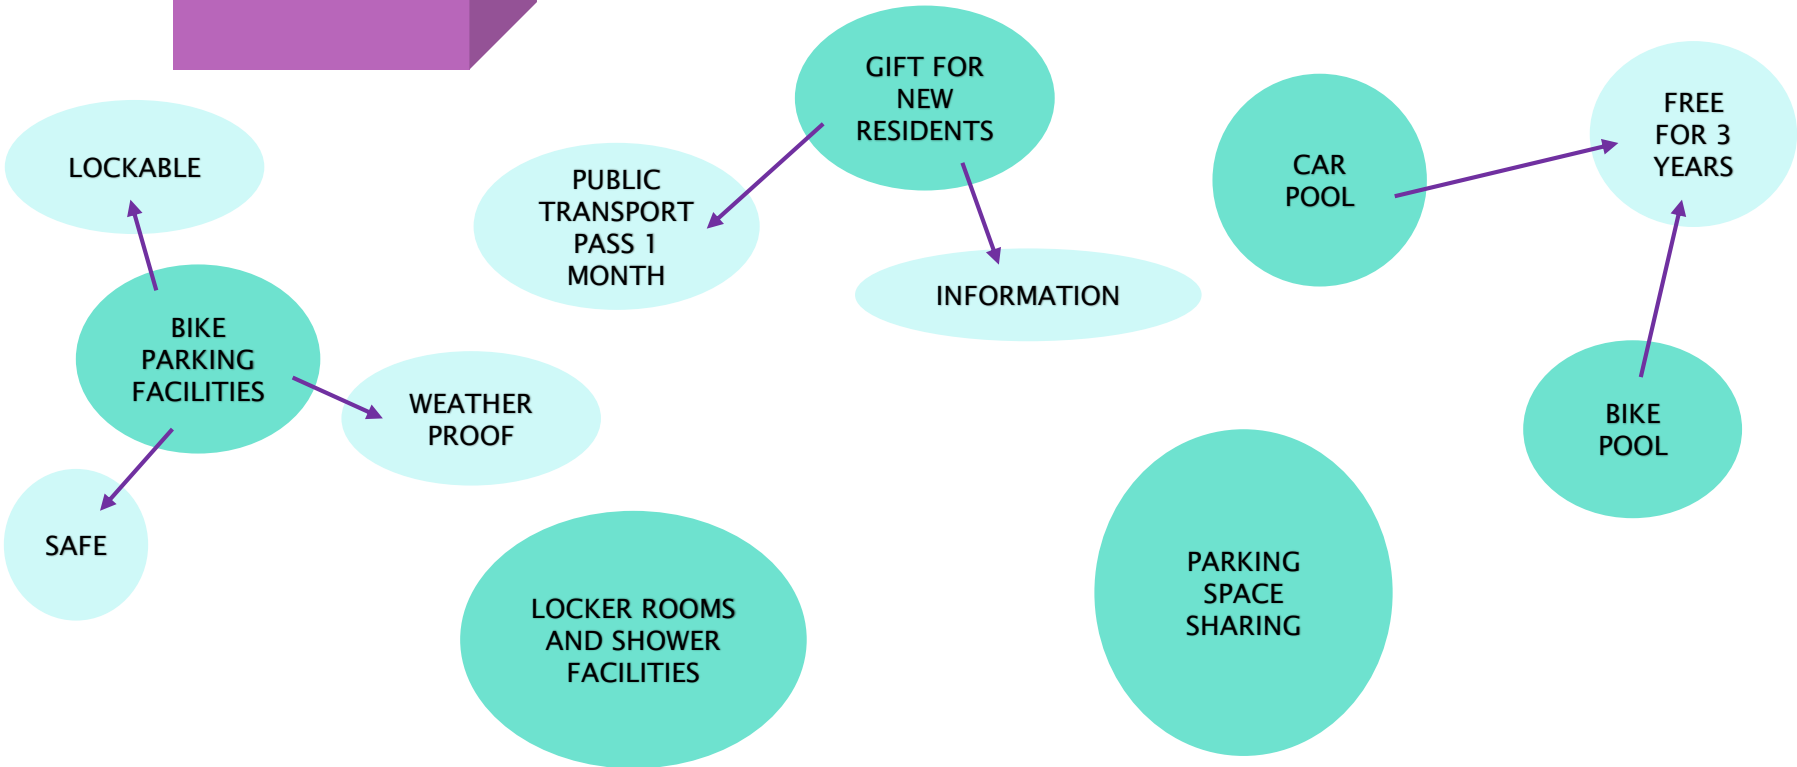 GIFT FOR
NEW
RESIDENTS
FREE
FOR 3
YEARS
LOCKABLE
CAR
POOL
PUBLIC
TRANSPORT
PASS 1
MONTH
INFORMATION
BIKE
PARKING
FACILITIES
WEATHER
PROOF
BIKE
POOL
SAFE
LOCKER ROOMS
AND SHOWER
FACILITIES
PARKING
SPACE
SHARING